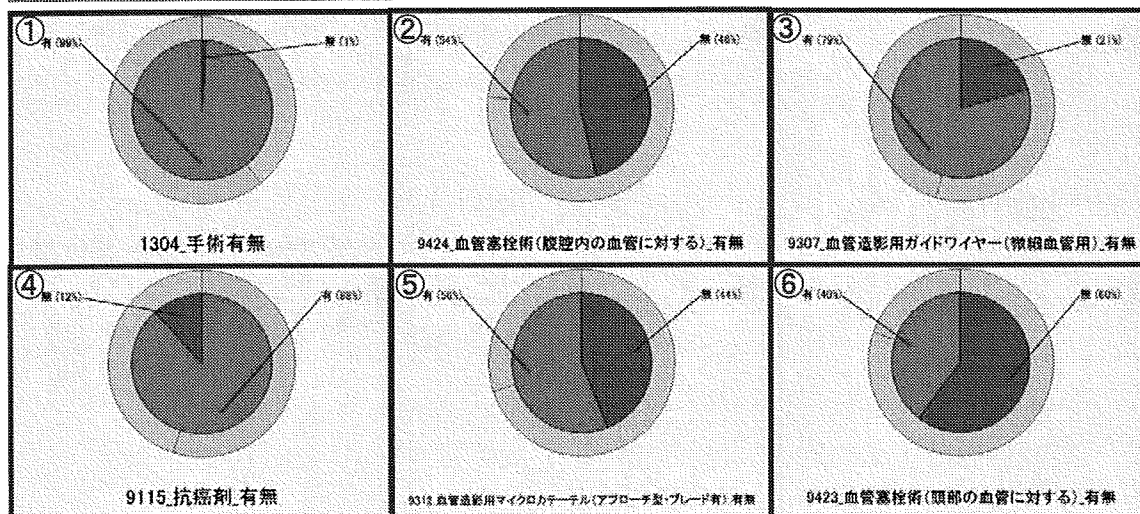 ①
有 (99%)
無 (1%)
1304_手術有無
②
有 (54%)
無 (46%)
9424_血管塞栓術(腹腔内の血管に対する)_有無
③
有 (79%)
無 (21%)
9307_血管造影用ガイドワイヤー(微細血管用)_有無
④
無 (12%)
有 (88%)
9115_抗癌剤_有無
⑤
有 (56%)
無 (44%)
9312_血管造影用マイクロカテーテル(アプローチ型・ブレード有)_有無
⑥
有 (40%)
無 (60%)
9423_血管塞栓術(頭部の血管に対する)_有無